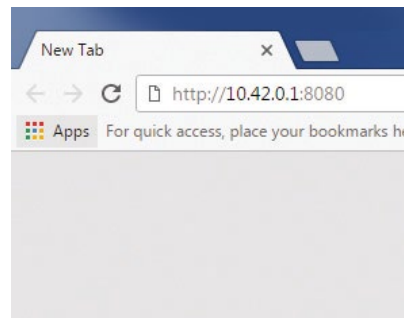 New Tab
http://10.42.0.1:8080
Apps For quick access, place your bookmarks